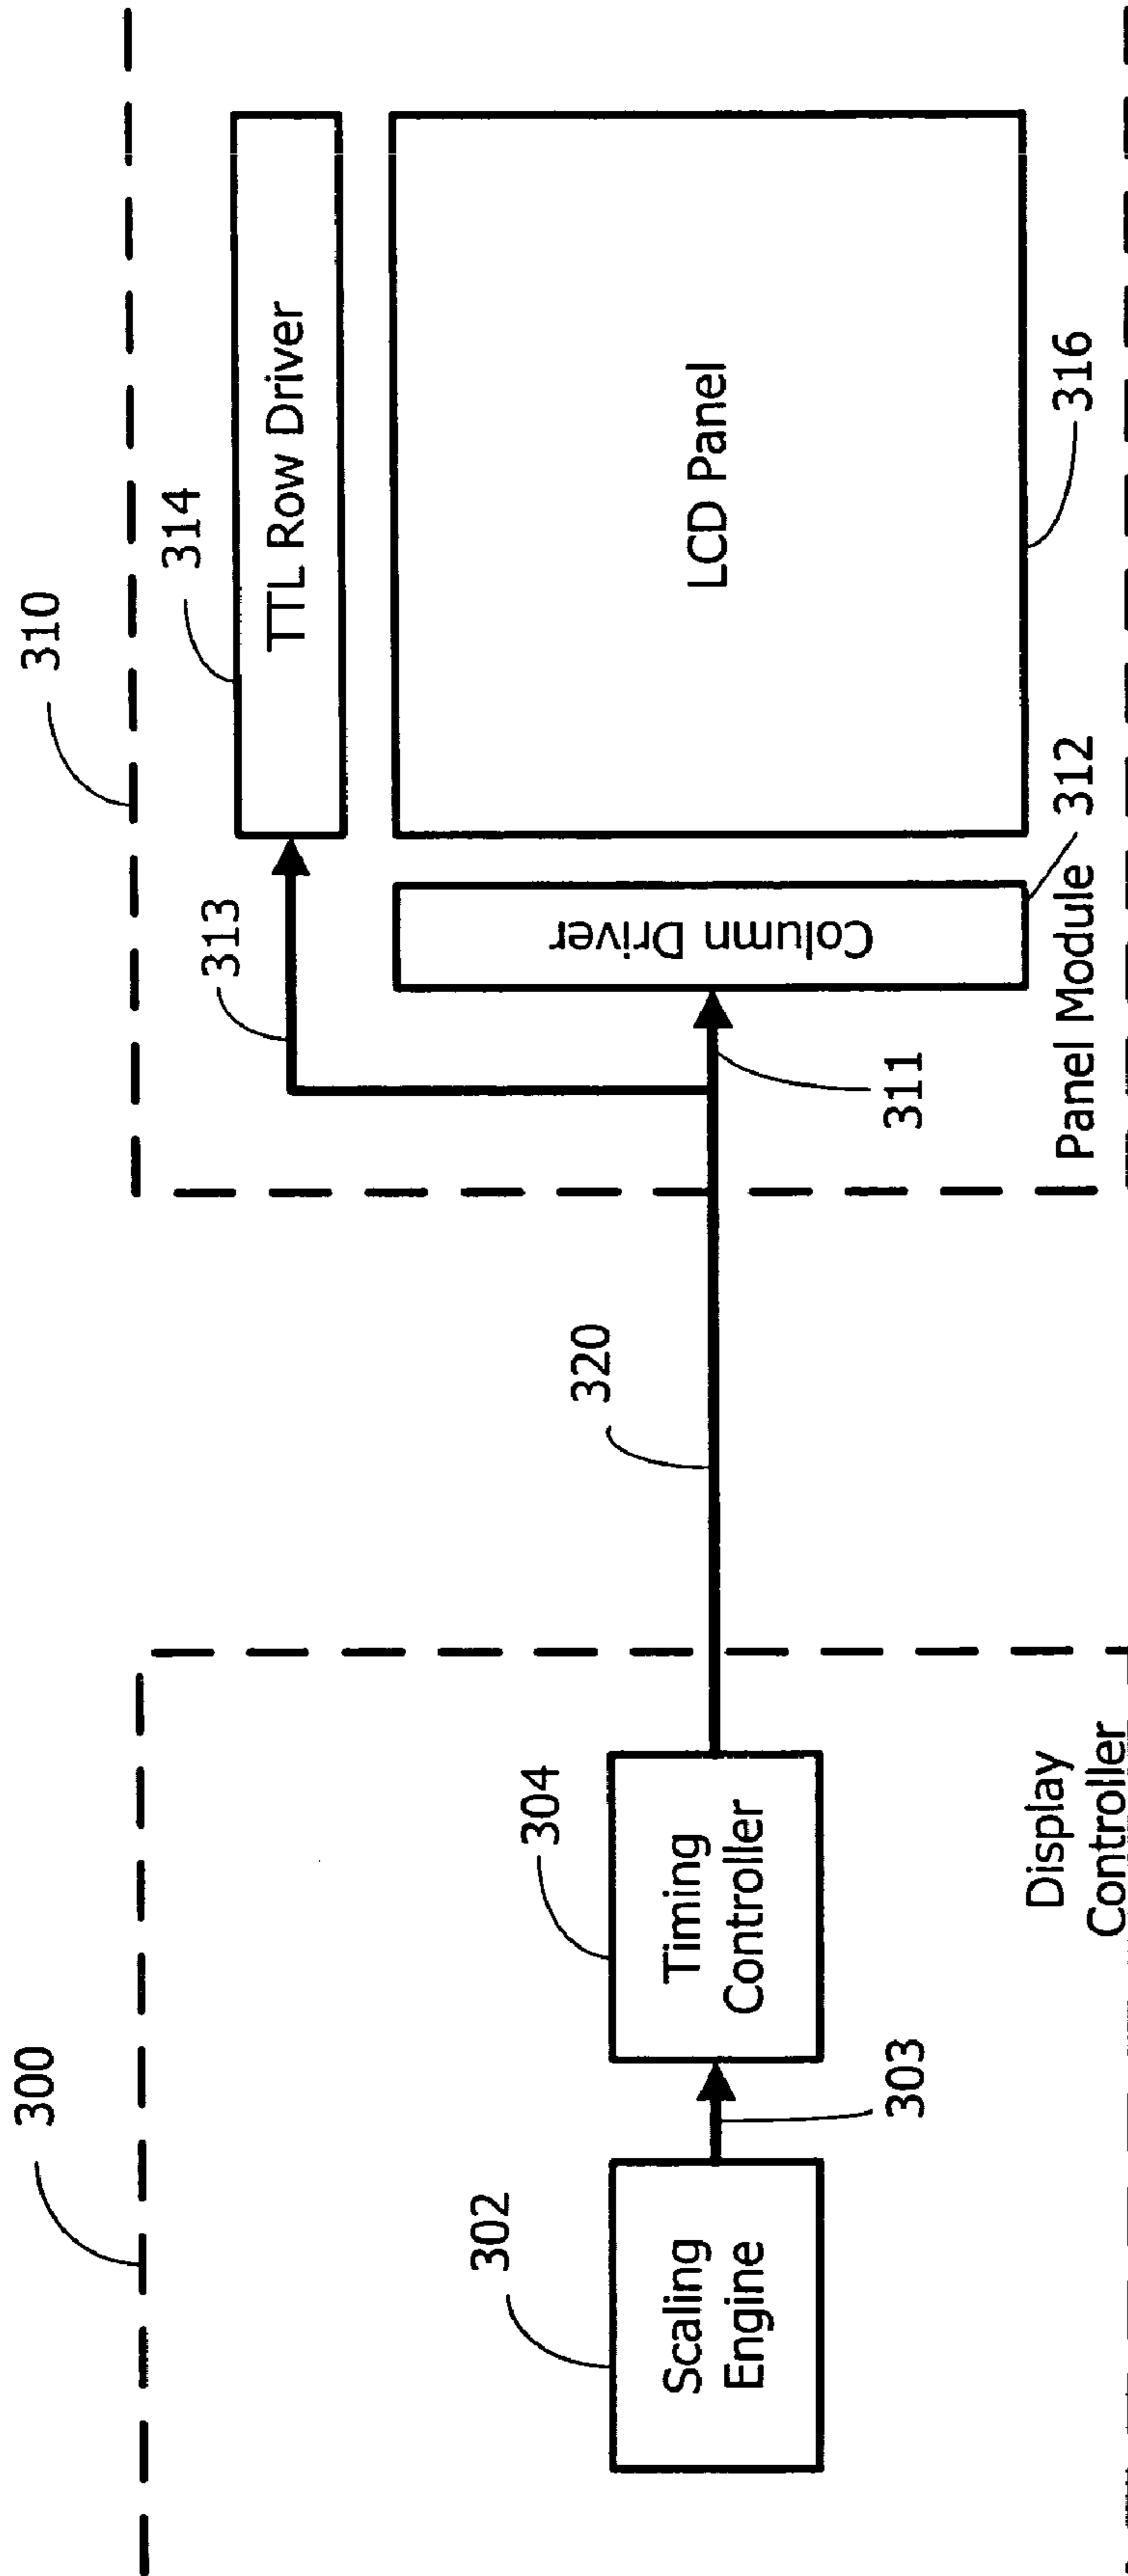 300
310
302
Scaling
Engine
303
304
Timing
Controller
Display
Controller
320
313
314
TTL Row Driver
311
Column Driver
312
LCD Panel
316
Panel Module